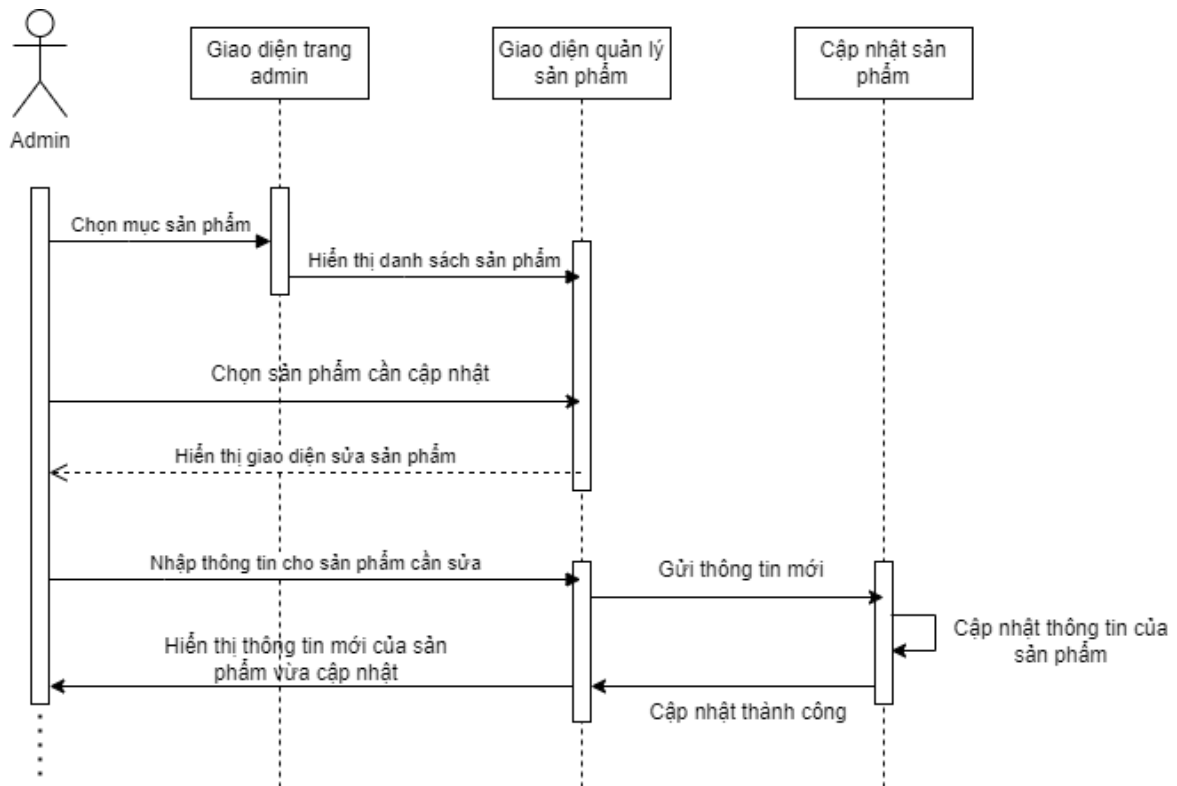 Giao diện trang
admin
Giao diện quản lý
sản phẩm
Cập nhật sản
phẩm
Admin
Chọn mục sản phẩm
Hiển thị danh sách sản phẩm
Chọn sản phẩm cần cập nhật
Hiển thị giao diện sửa sản phẩm
Nhập thông tin cho sản phẩm cần sửa
Gửi thông tin mới
Cập nhật thông tin của
sản phẩm
Hiển thị thông tin mới của sản
phẩm vừa cập nhật
Cập nhật thành công